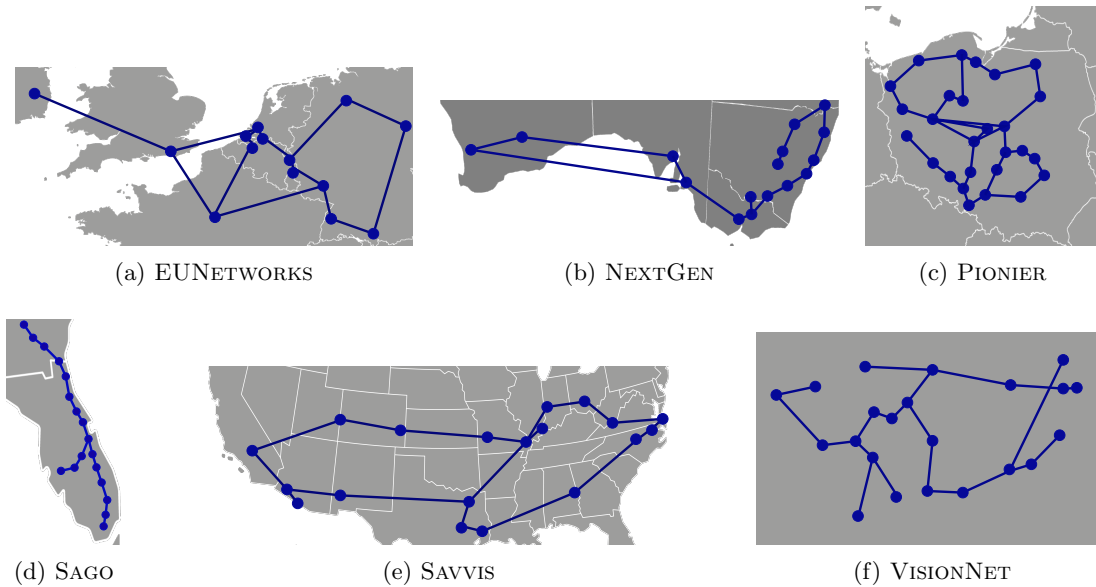 (a) EUNETWORKS
(b) NEXTGEN
(c) PIONIER
(d) SAGO
(e) SAVVIS
(f) VISIONNET